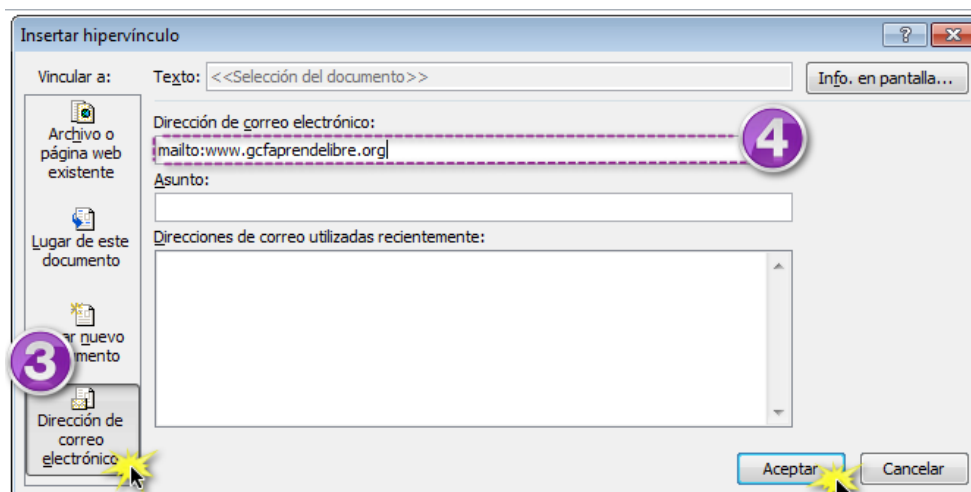 Insertar hipervínculo
Vincular a:
Texto: <<Selección del documento>>
Info. en pantalla...
Archivo o
página web
existente
Dirección de correo electrónico:
mailto:www.gcfaprendelibre.org
4
Asunto:
Lugar de este
documento
Direcciones de correo utilizadas recientemente:
nuevo
3
Dirección de
correo
electrónico
Aceptar
Cancelar